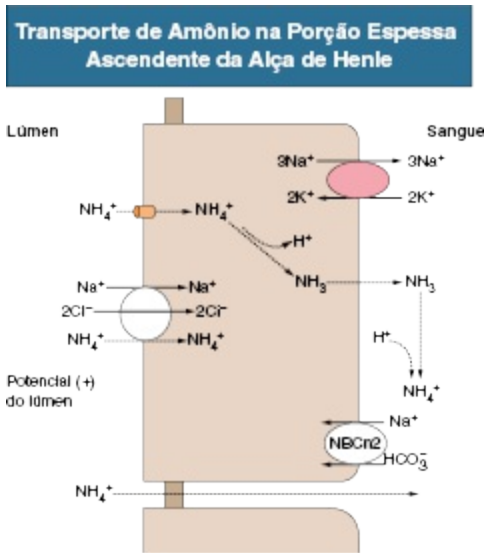 Transporte de Amônio na Porção Espessa
Ascendente da Alça de Henle
Lúmen
Sangue
3Na⁺
3Na⁺
2K⁺
2K⁺
NH₄⁺
NH₄⁺
H⁺
NH₃
NH₃
Na⁺
Na⁺
2Cl⁻
2Cl⁻
NH₄⁺
NH₄⁺
H⁺
NH₄⁺
Potencial (+)
do lúmen
Na⁺
NBCn2
HCO₃⁻
NH₄⁺